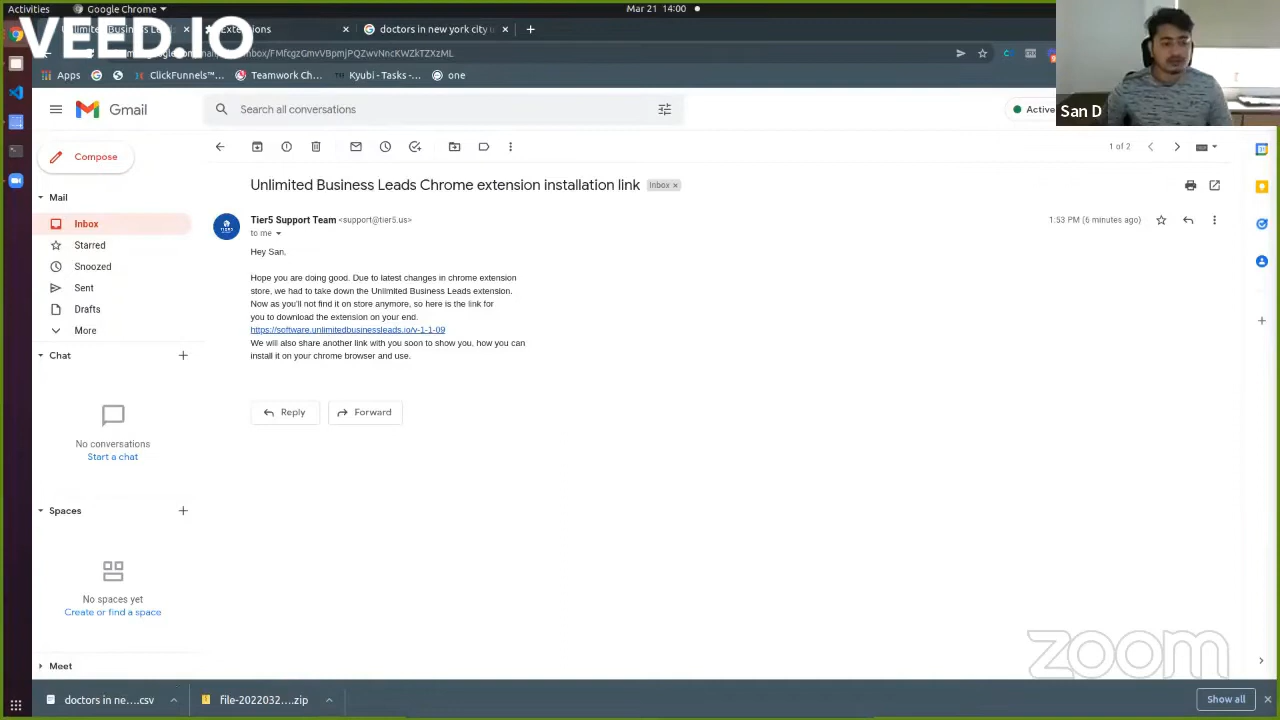 Activities
Google Chrome
Mar 21 14:00
VEED.IO
Extensions
doctors in new york city u
inbox/FMfcgzGmvVBpmjPQZwvNncKWZkTZXzML
Apps
ClickFunnels™…
Teamwork Ch…
Kyubi - Tasks -…
one
San D
Gmail
Search all conversations
Active
Compose
1 of 2
Mail
Unlimited Business Leads Chrome extension installation link
Inbox x
Inbox
Tier5 Support Team <support@tier5.us>
1:53 PM (6 minutes ago)
to me
Starred
Hey San,
Snoozed
Hope you are doing good. Due to latest changes in chrome extension
Sent
store, we had to take down the Unlimited Business Leads extension.
Now as you'll not find it on store anymore, so here is the link for
Drafts
you to download the extension on your end.
https://software.unlimitedbusinessleads.io/v-1-1-09
More
We will also share another link with you soon to show you, how you can
install it on your chrome browser and use.
Chat
Reply
Forward
No conversations
Start a chat
Spaces
No spaces yet
Create or find a space
zoom
Meet
doctors in ne….csv
file-2022032….zip
Show all